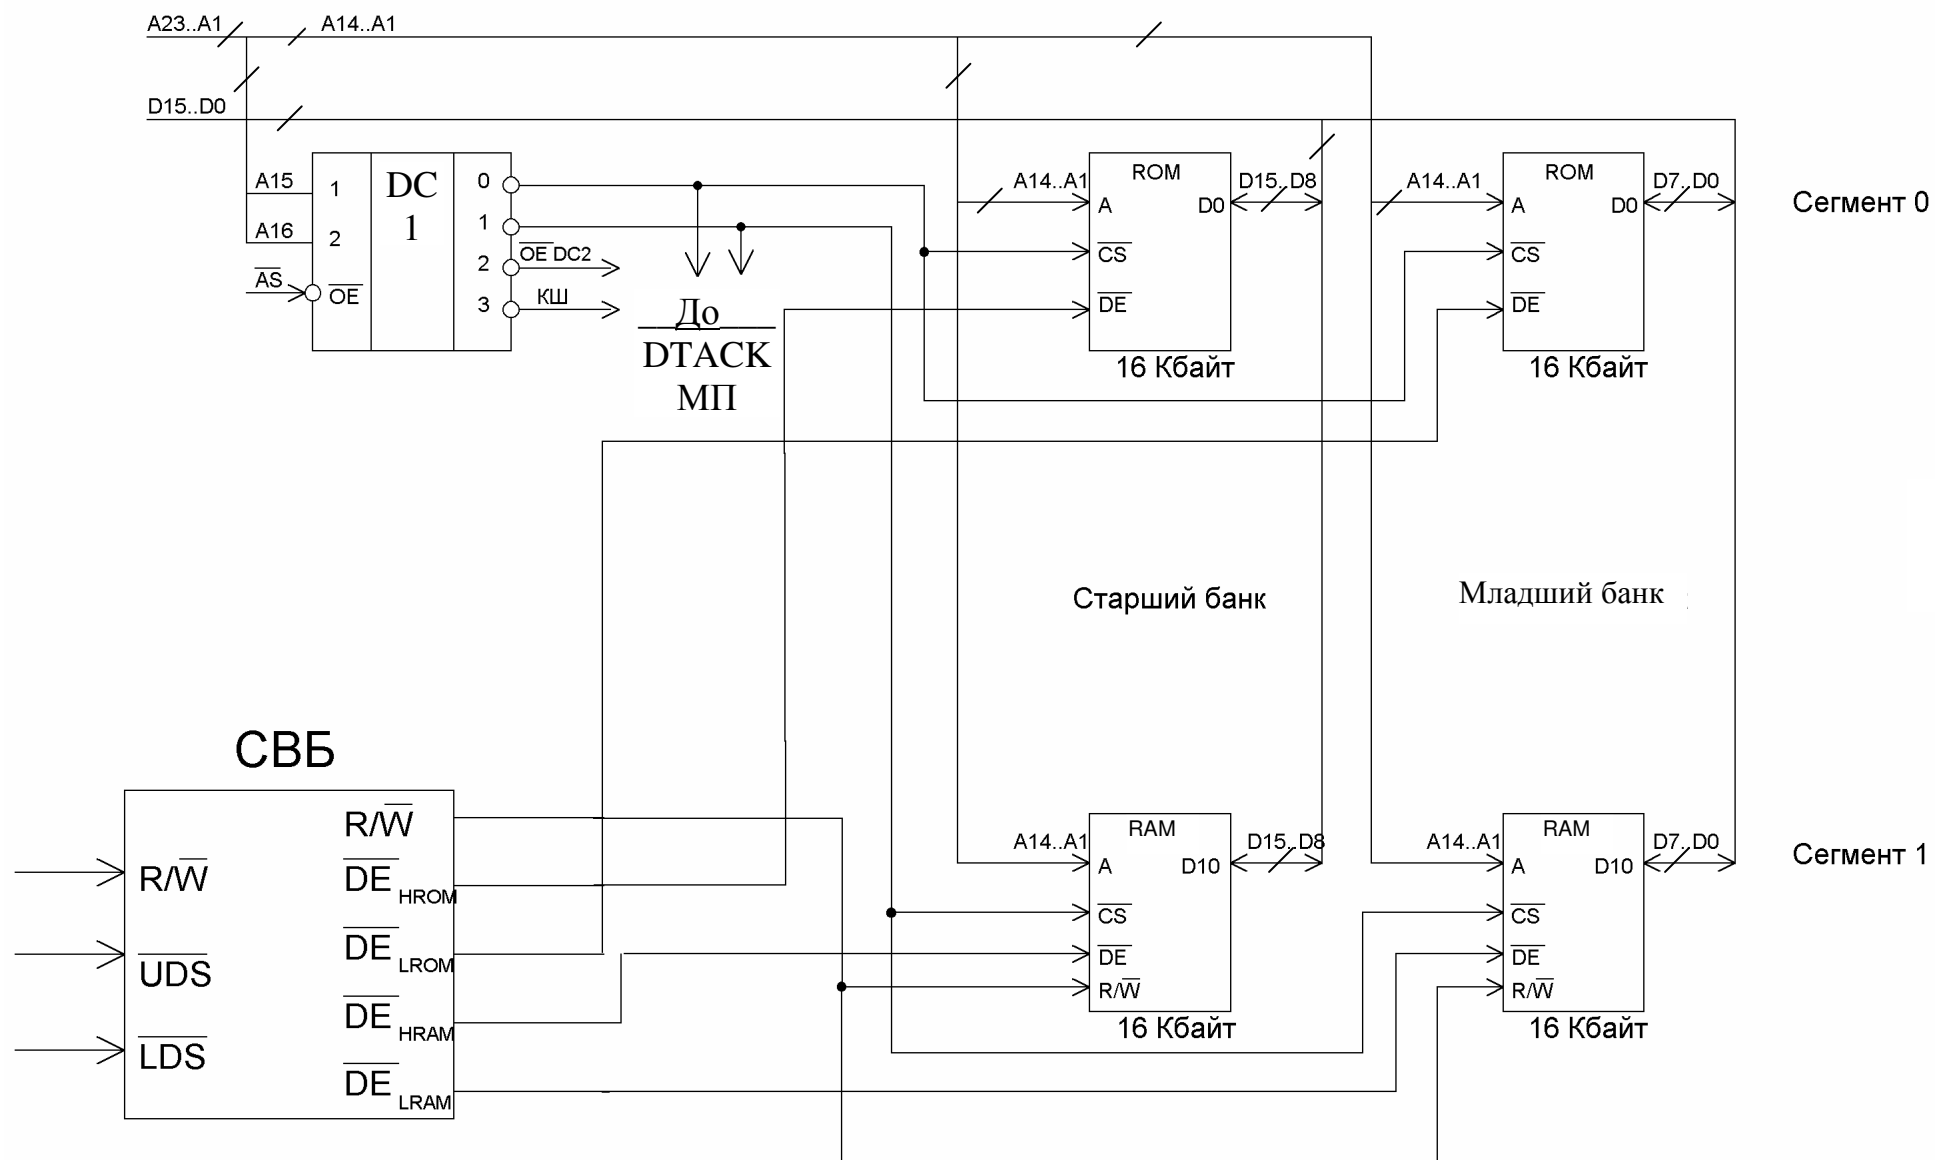 A23..A1
A14..A1
D15..D0
A15
A16
AS
1
2
OE
DC
1
0
1
2
3
OE DC2
КШ
До
DTACK
МП
ROM
A14..A1
A
D0
D15..D8
CS
DE
16 Кбайт
ROM
A14..A1
A
D0
D7..D0
CS
DE
16 Кбайт
Сегмент 0
Старший банк
Младший банк
СВБ
R/W
UDS
LDS
R/W
DE HROM
DE LROM
DE HRAM
DE LRAM
RAM
A14..A1
A
D10
D15..D8
CS
DE
R/W
16 Кбайт
RAM
A14..A1
A
D10
D7..D0
CS
DE
R/W
16 Кбайт
Сегмент 1